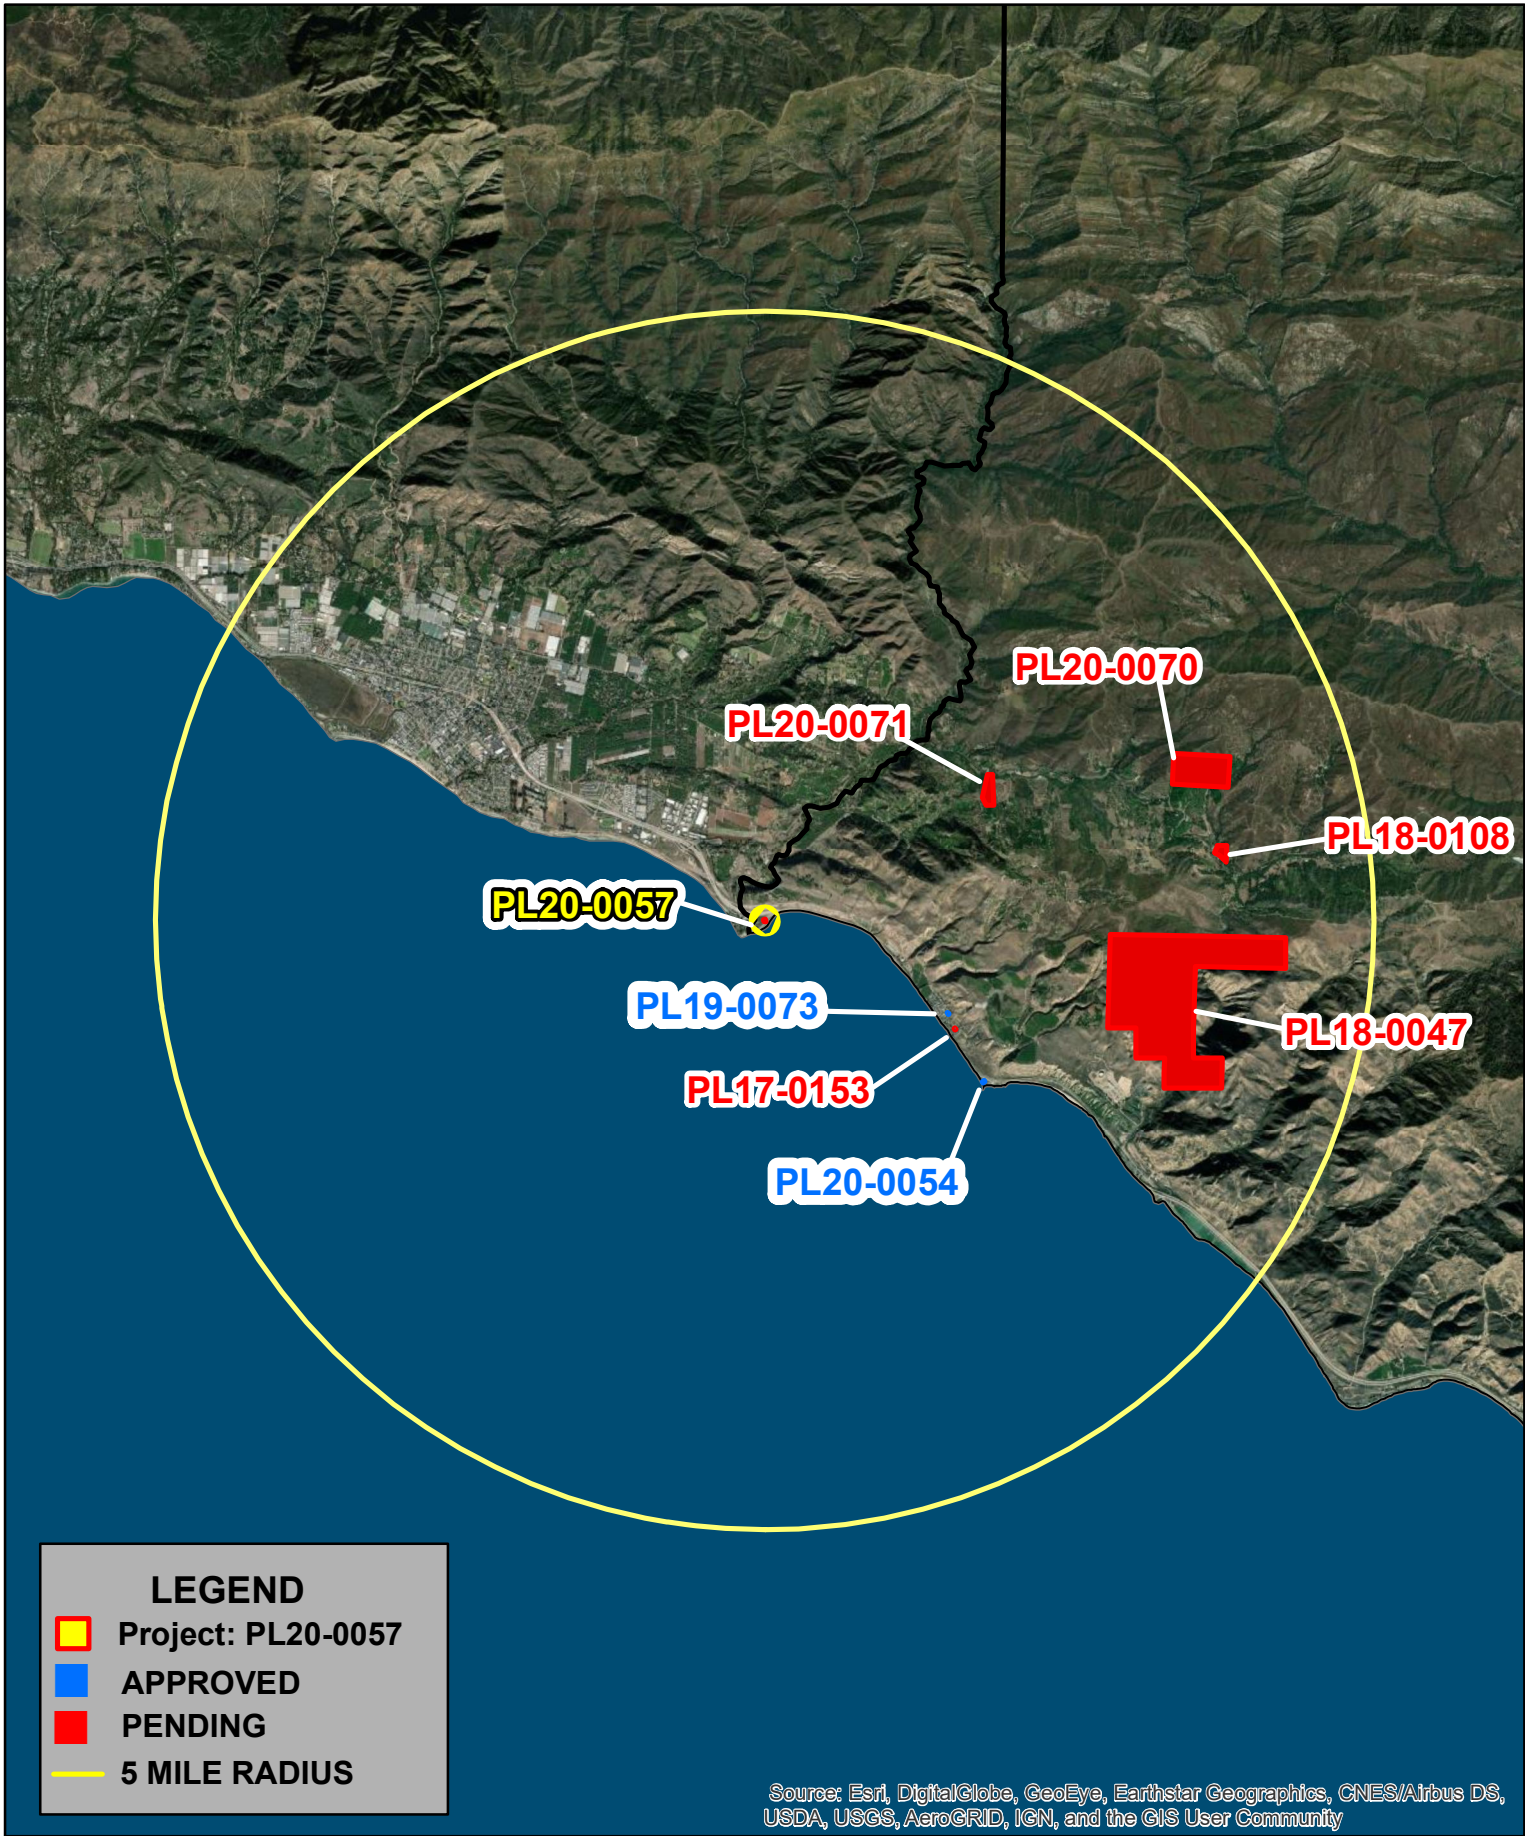 PL20-0070
PL20-0071
PL18-0108
PL20-0057
PL19-0073
PL18-0047
PL17-0153
PL20-0054
LEGEND
Project: PL20-0057
APPROVED
PENDING
5 MILE RADIUS
Source: Esri, DigitalGlobe, GeoEye, Earthstar Geographics, CNES/Airbus DS,
USDA, USGS, AeroGRID, IGN, and the GIS User Community